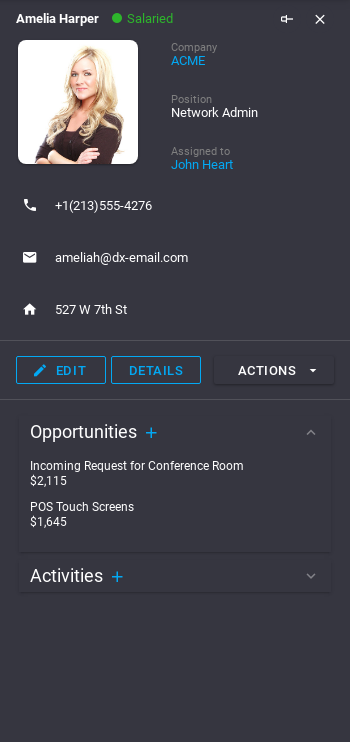 Amelia Harper Salaried
Company
ACME
Position
Network Admin
Assigned to
John Heart
+1(213)555-4276
ameliah@dx-email.com
527 W 7th St
EDIT DETAILS ACTIONS
Opportunities
Incoming Request for Conference Room
$2,115
POS Touch Screens
$1,645
Activities